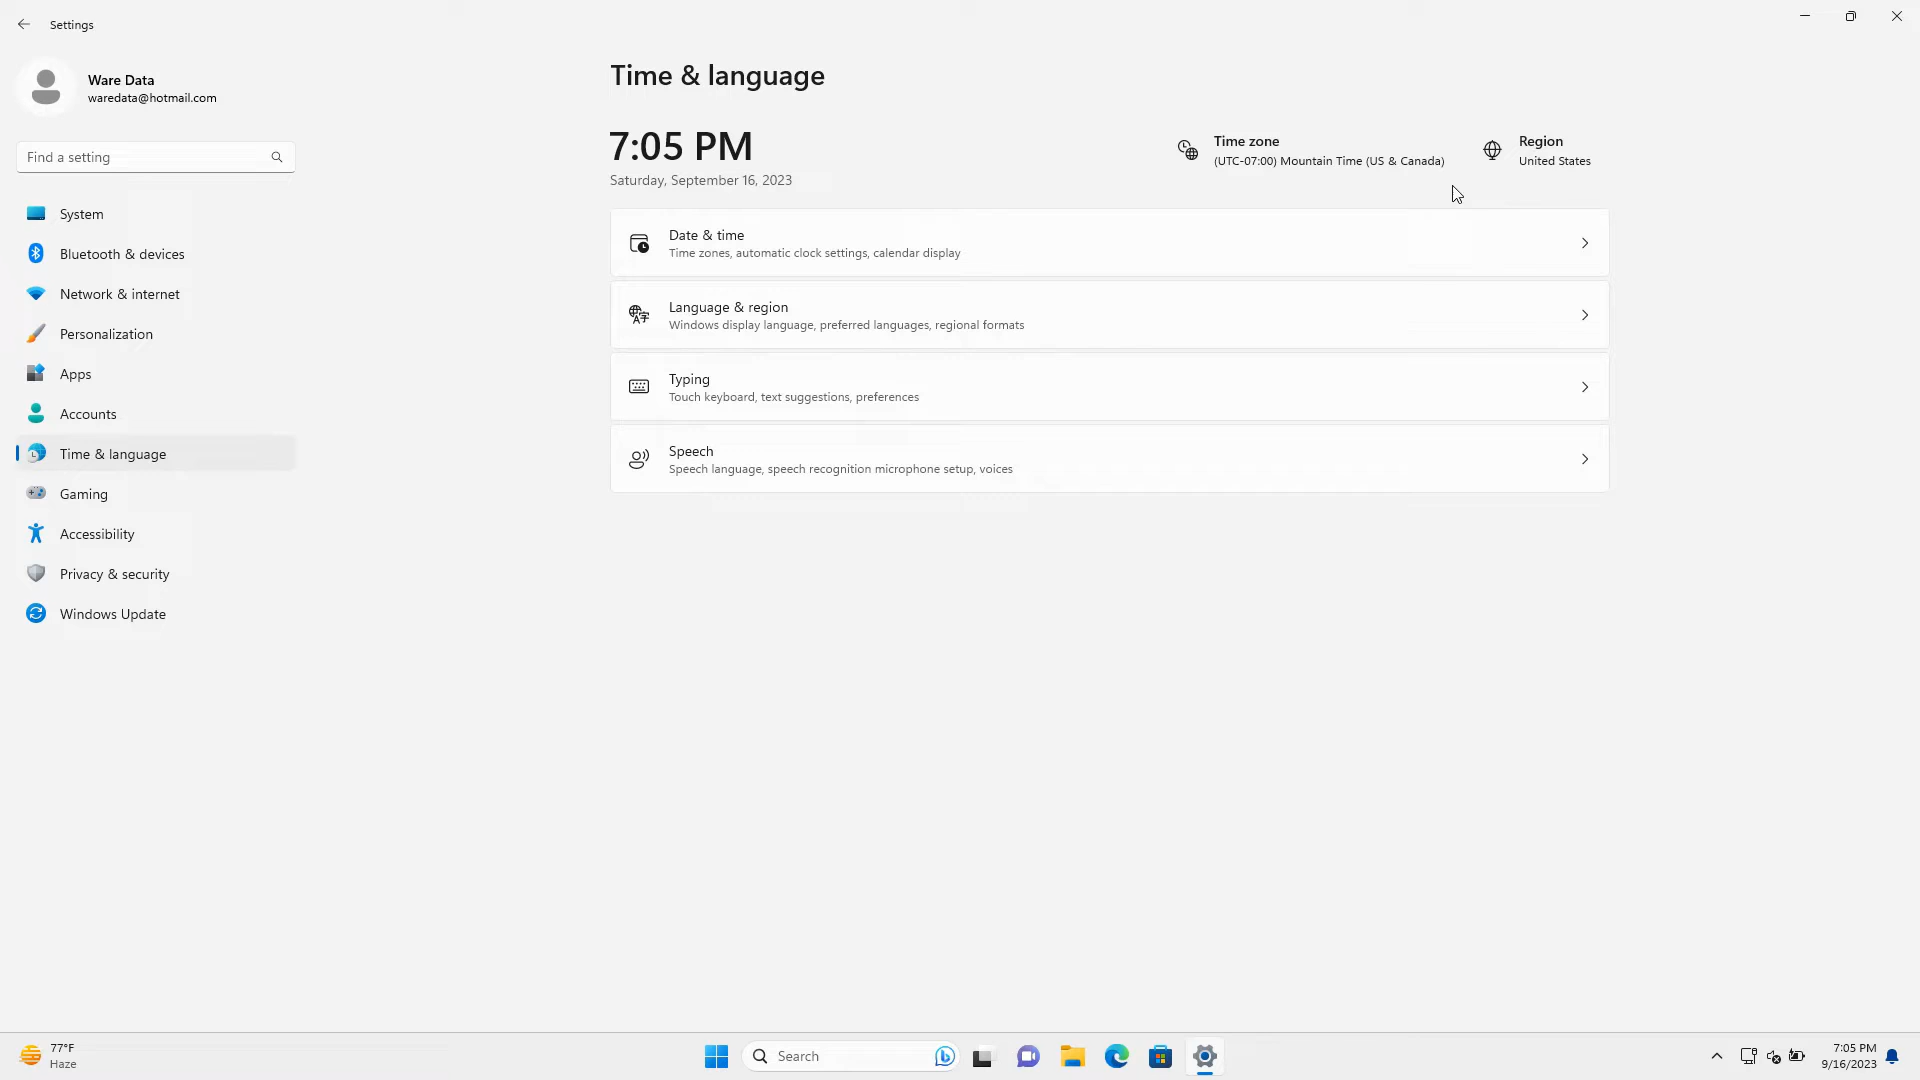 Settings
Ware Data
waredata@hotmail.com
Find a setting
System
Bluetooth & devices
Network & internet
Personalization
Apps
Accounts
Time & language
Gaming
Accessibility
Privacy & security
Windows Update
Time & language
7:05 PM
Saturday, September 16, 2023
Time zone
(UTC-07:00) Mountain Time (US & Canada)
Region
United States
Date & time
Time zones, automatic clock settings, calendar display
Language & region
Windows display language, preferred languages, regional formats
Typing
Touch keyboard, text suggestions, preferences
Speech
Speech language, speech recognition microphone setup, voices
77°F
Haze
Search
7:05 PM
9/16/2023